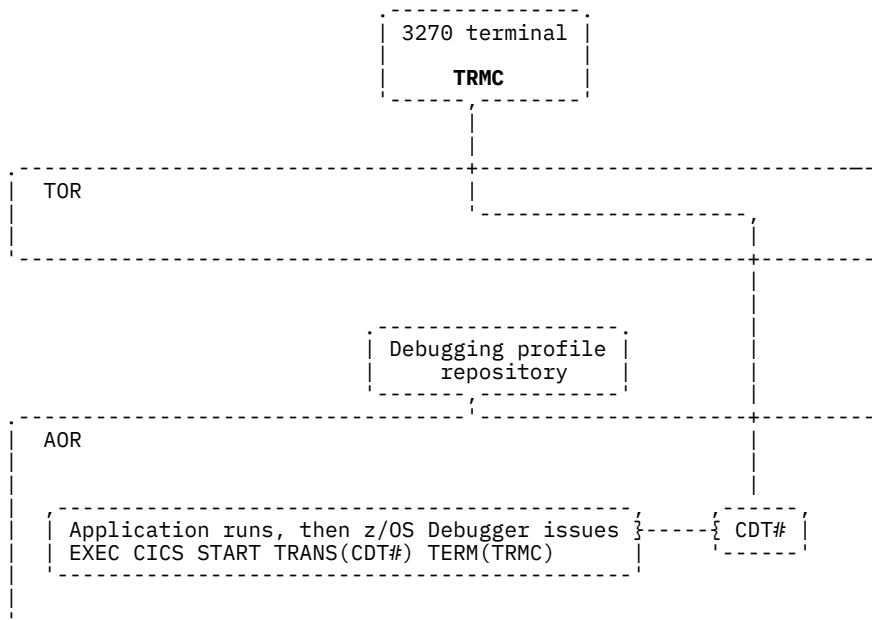 3270 terminal
TRMC
TOR
Debugging profile
repository
AOR
Application runs, then z/OS Debugger issues
EXEC CICS START TRANS(CDT#) TERM(TRMC)
CDT#